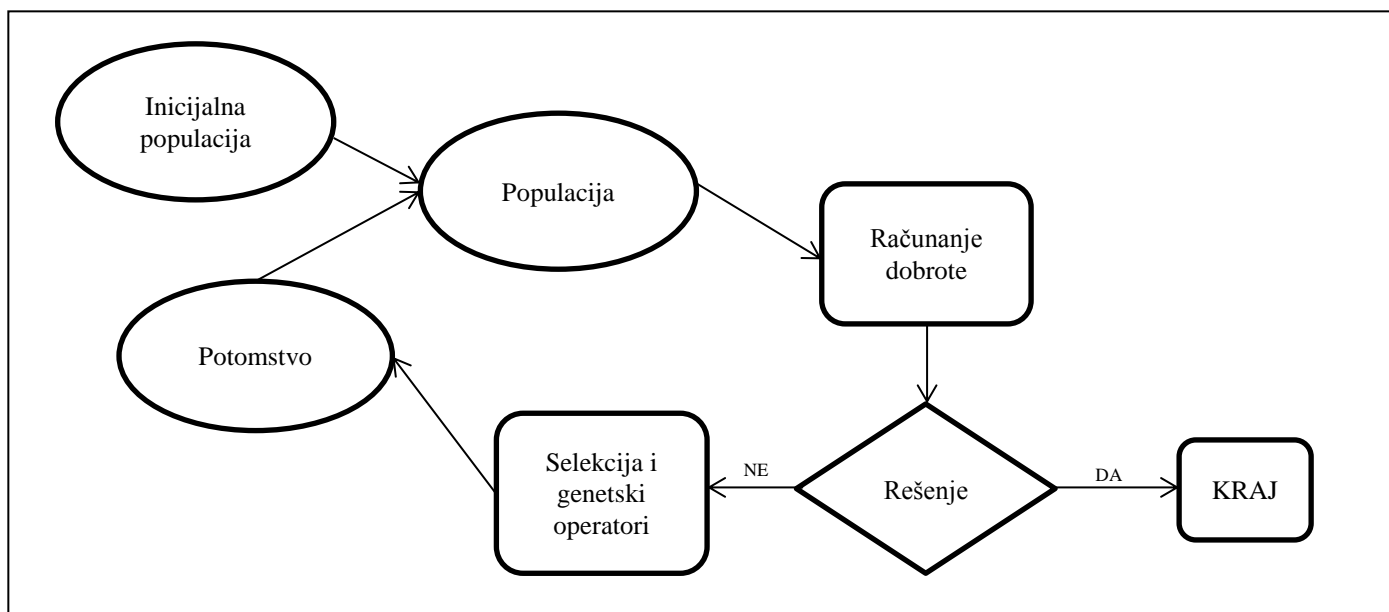 Inicijalna
populacija
Populacija
Računanje
dobrote
Potomstvo
Selekcija i
genetski
operatori
NE
Rešenje
DA
KRAJ